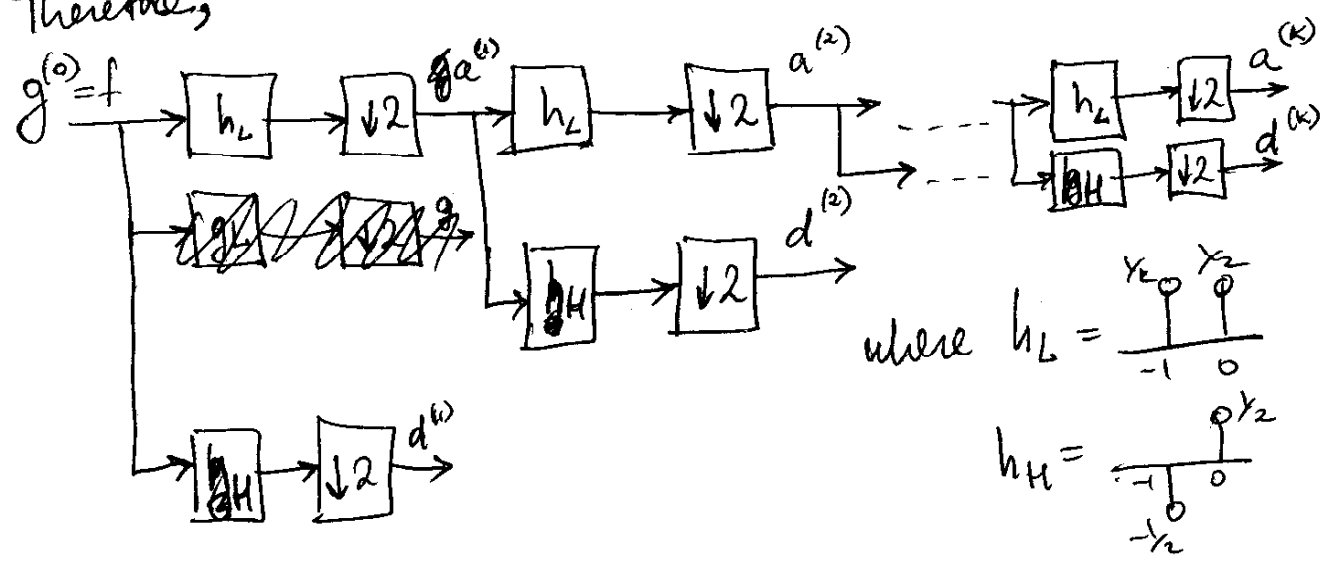 Therefore,
g^(0) = f
h_L
↓2
a^(1)
h_L
↓2
a^(2)
h_L
↓2
a^(k)
h_H
↓2
d^(k)
h_H
↓2
d^(2)
h_H
↓2
d^(1)
where h_L =
1/2 1/2
-1 0
h_H =
1/2
-1 0
-1/2